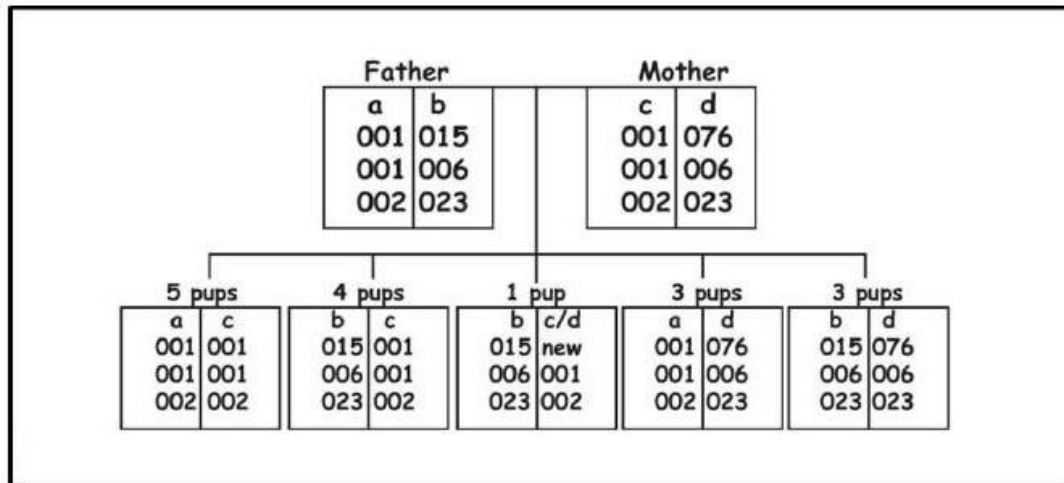 Father Mother
a b c d
001 015 001 076
001 006 001 006
002 023 002 023
5 pups 4 pups 1 pup 3 pups 3 pups
a c b c b c/d a d b d
001 001 015 001 015 new 001 076 015 076
001 001 006 001 006 001 001 006 006 006
002 002 023 002 023 002 002 023 023 023